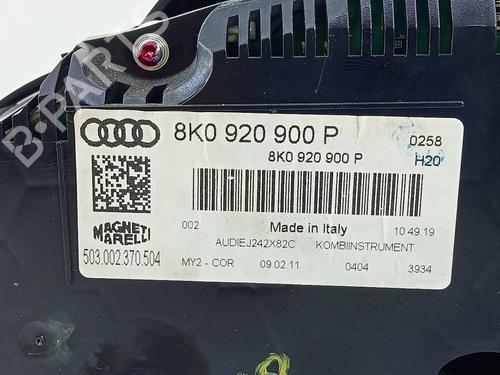 B-PARTS
8K0 920 900 P
0258
8K0 920 900 P
H20
002
Made in Italy
10 49.19
AUDIEJ242X82C KOMBIINSTRUMENT
MAGNETI
MARELLI
503.002.370.504
MY2 - COR 09.02.11 0404 3934